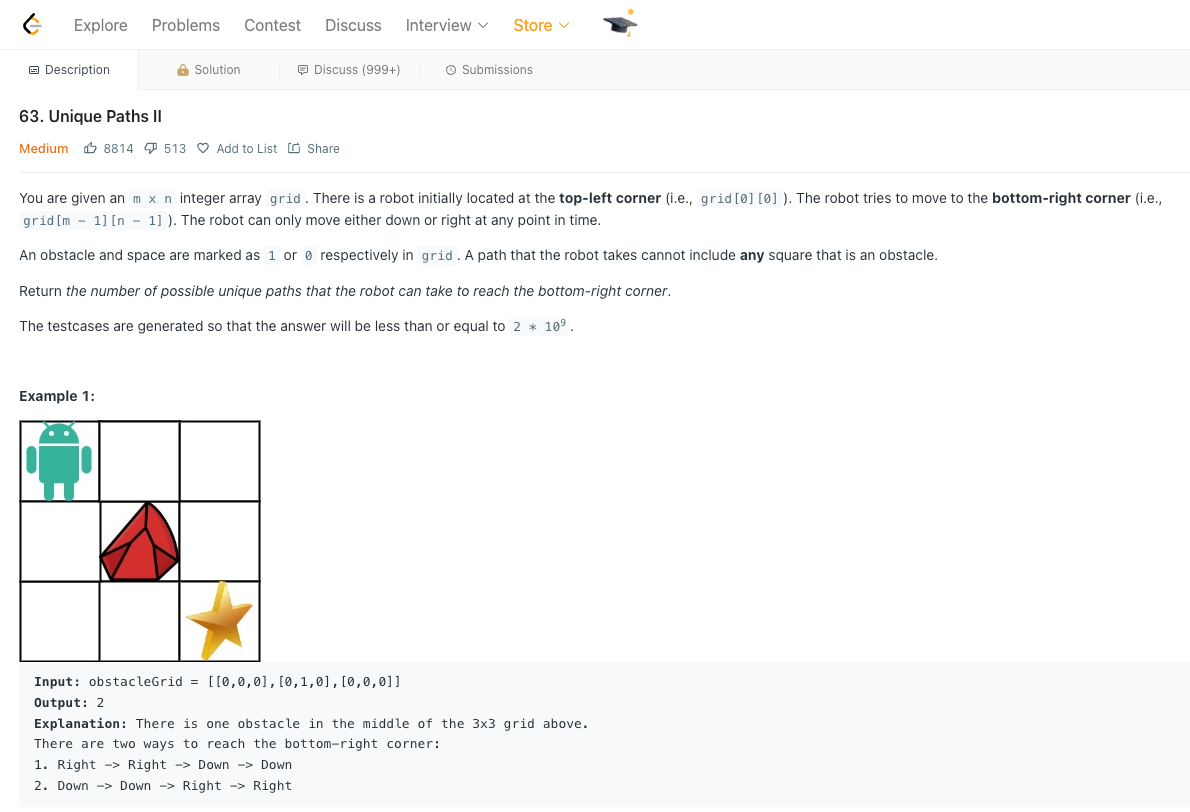 Explore Problems Contest Discuss Interview Store
Description Solution Discuss (999+) Submissions
63. Unique Paths II
Medium 8814 513 Add to List Share
You are given an m x n integer array grid. There is a robot initially located at the top-left corner (i.e., grid[0][0]). The robot tries to move to the bottom-right corner (i.e.,
grid[m - 1][n - 1]). The robot can only move either down or right at any point in time.
An obstacle and space are marked as 1 or 0 respectively in grid. A path that the robot takes cannot include any square that is an obstacle.
Return the number of possible unique paths that the robot can take to reach the bottom-right corner.
The testcases are generated so that the answer will be less than or equal to 2 * 10⁹.
Example 1:
Input: obstacleGrid = [[0,0,0],[0,1,0],[0,0,0]]
Output: 2
Explanation: There is one obstacle in the middle of the 3x3 grid above.
There are two ways to reach the bottom-right corner:
1. Right -> Right -> Down -> Down
2. Down -> Down -> Right -> Right